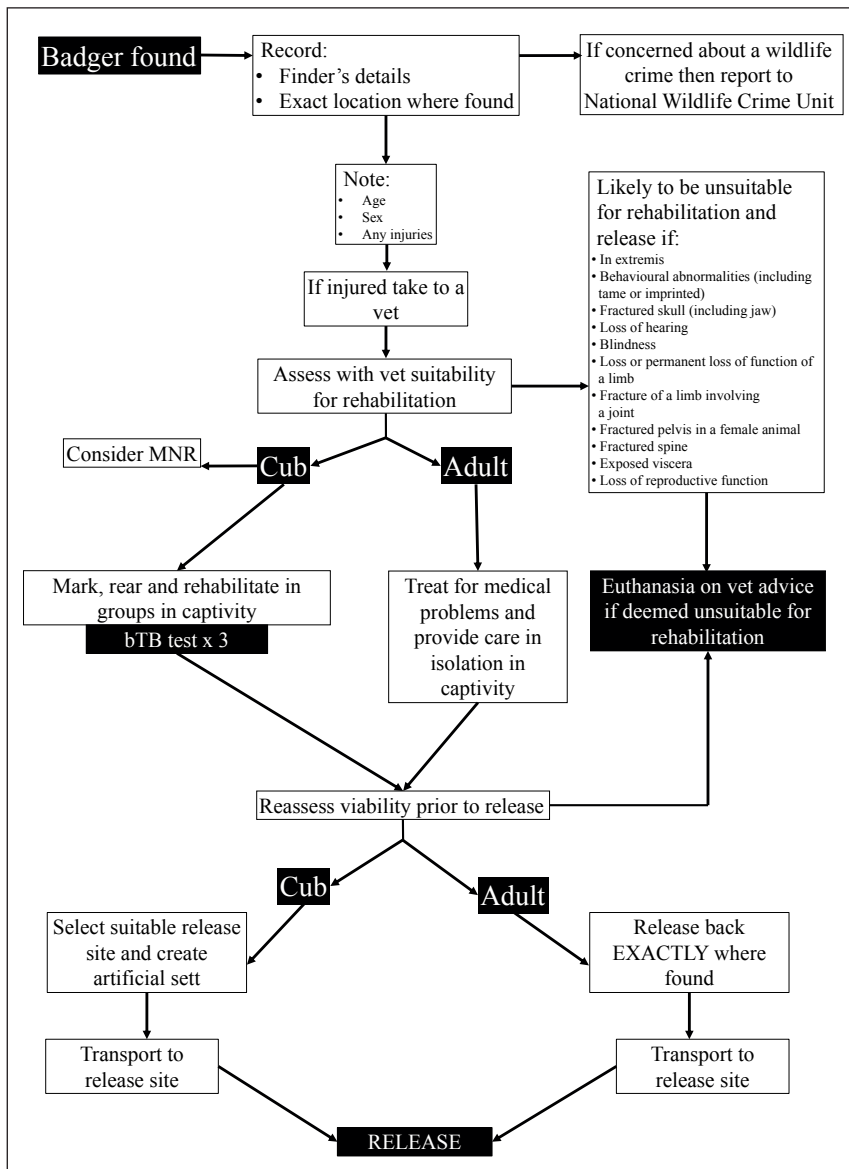 Badger found
Record:
• Finder's details
• Exact location where found
If concerned about a wildlife
crime then report to
National Wildlife Crime Unit
Note:
• Age
• Sex
• Any injuries
If injured take to a
vet
Assess with vet suitability
for rehabilitation
Likely to be unsuitable
for rehabilitation and
release if:
• In extremis
• Behavioural abnormalities (including
tame or imprinted)
• Fractured skull (including jaw)
• Loss of hearing
• Blindness
• Loss or permanent loss of function of
a limb
• Fracture of a limb involving
a joint
• Fractured pelvis in a female animal
• Fractured spine
• Exposed viscera
• Loss of reproductive function
Consider MNR
Cub
Adult
Mark, rear and rehabilitate in
groups in captivity
bTB test x 3
Treat for medical
problems and
provide care in
isolation in
captivity
Euthanasia on vet advice
if deemed unsuitable for
rehabilitation
Reassess viability prior to release
Cub
Adult
Select suitable release
site and create
artificial sett
Release back
EXACTLY where
found
Transport to
release site
Transport to
release site
RELEASE